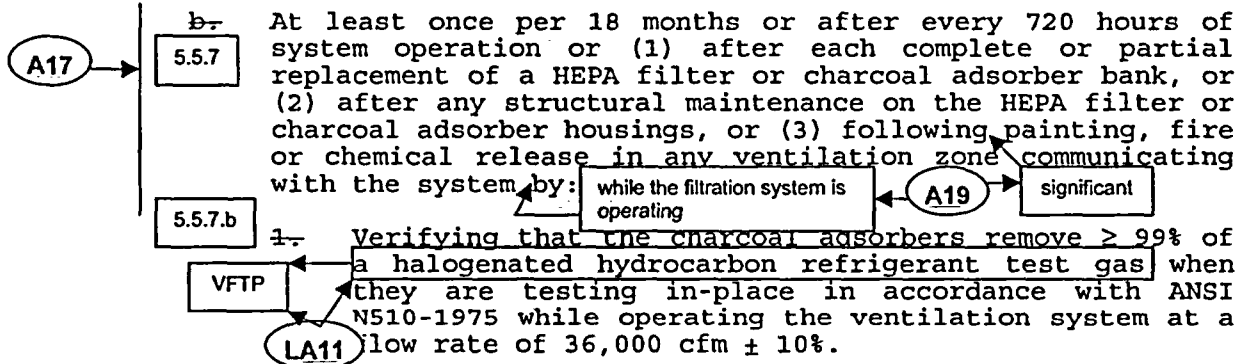 b. At least once per 18 months or after every 720 hours of
A17 5.5.7 system operation or (1) after each complete or partial
replacement of a HEPA filter or charcoal adsorber bank, or
(2) after any structural maintenance on the HEPA filter or
charcoal adsorber housings, or (3) following painting, fire
or chemical release in any ventilation zone communicating
with the system by: while the filtration system is operating A19 significant
5.5.7.b
1. Verifying that the charcoal adsorbers remove ≥ 99% of
VFTP a halogenated hydrocarbon refrigerant test gas when
they are testing in-place in accordance with ANSI
N510-1975 while operating the ventilation system at a
LA11 flow rate of 36,000 cfm ± 10%.